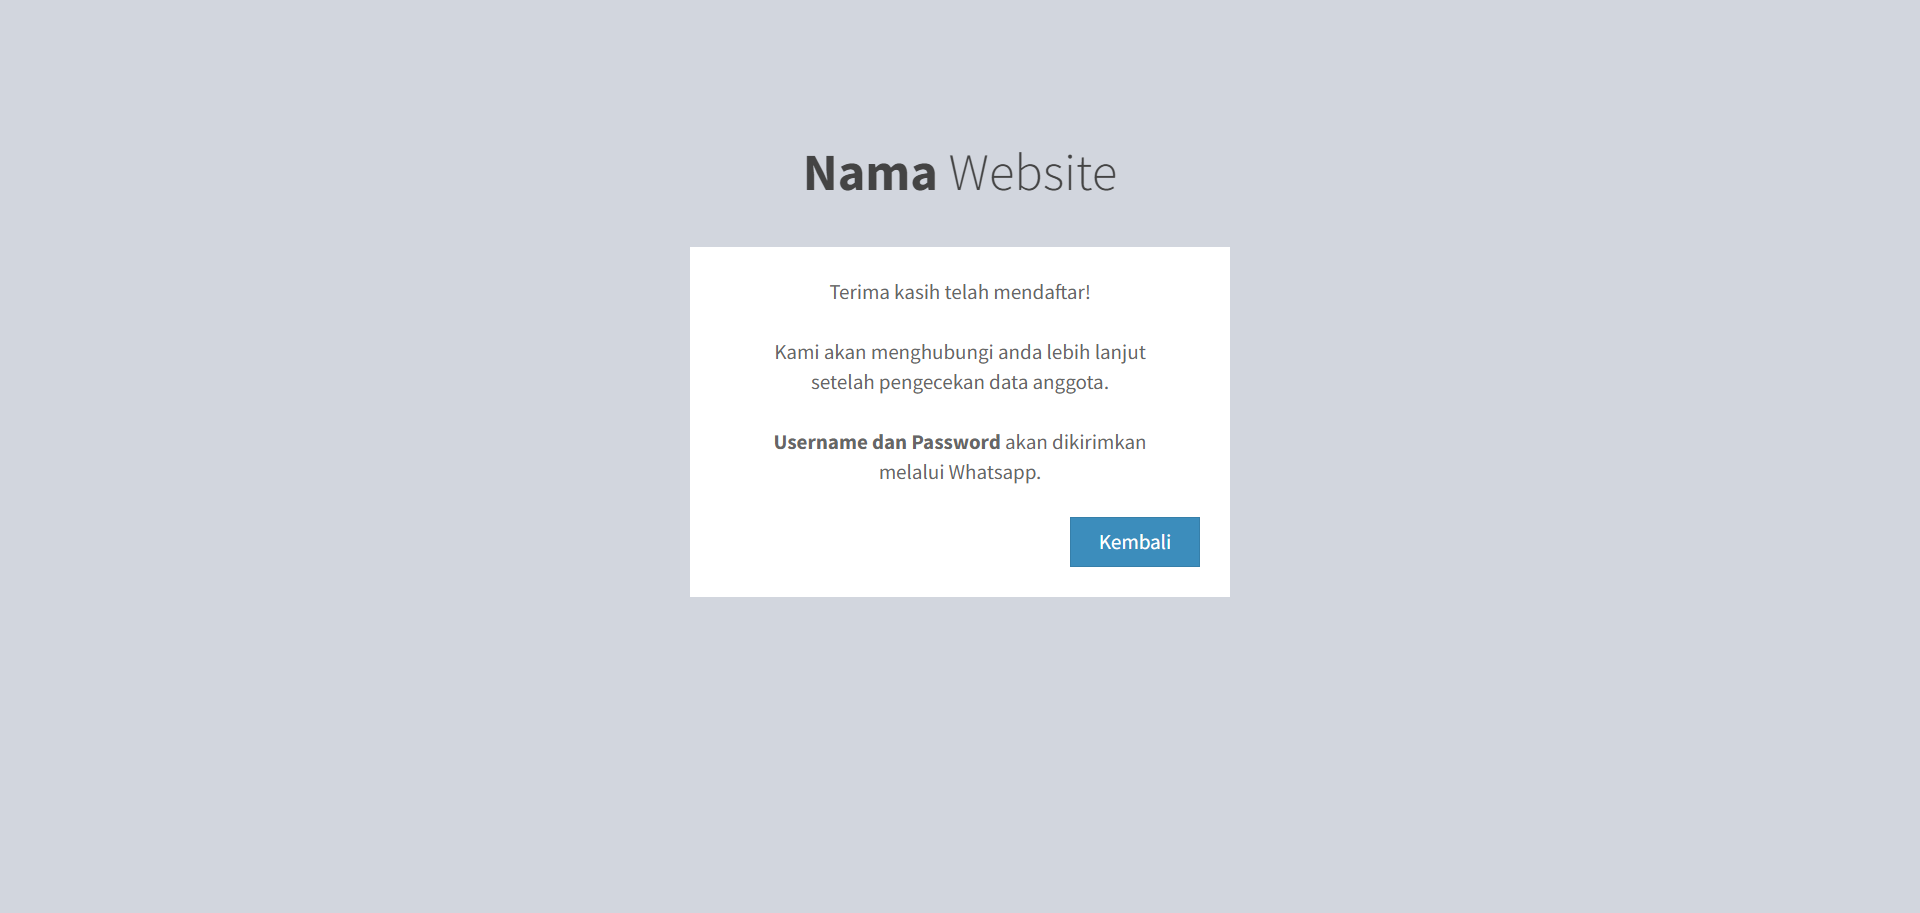 Nama Website
Terima kasih telah mendaftar!
Kami akan menghubungi anda lebih lanjut
setelah pengecekan data anggota.
Username dan Password akan dikirimkan
melalui Whatsapp.
Kembali